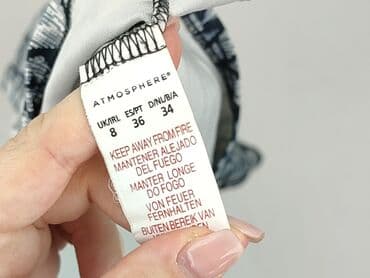 ATMOSPHERE®
UK/IRL ES/PT D/NL/B/A
8 36 34
KEEP AWAY FROM FIRE
MANTENER ALEJADO
DEL FUEGO
MANTER LONGE
DO FOGO
VON FEUER
FERNHALTEN
BUITEN BEREIK VAN